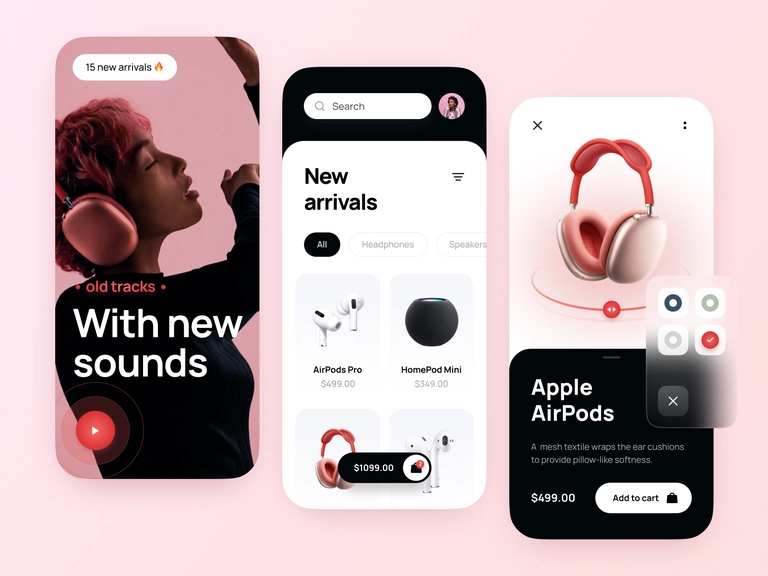 15 new arrivals 🔥
• old tracks •
With new
sounds
Search
New
arrivals
All
Headphones
Speakers
AirPods Pro
$499.00
HomePod Mini
$349.00
$1099.00
Apple
AirPods
A mesh textile wraps the ear cushions
to provide pillow-like softness.
$499.00
Add to cart